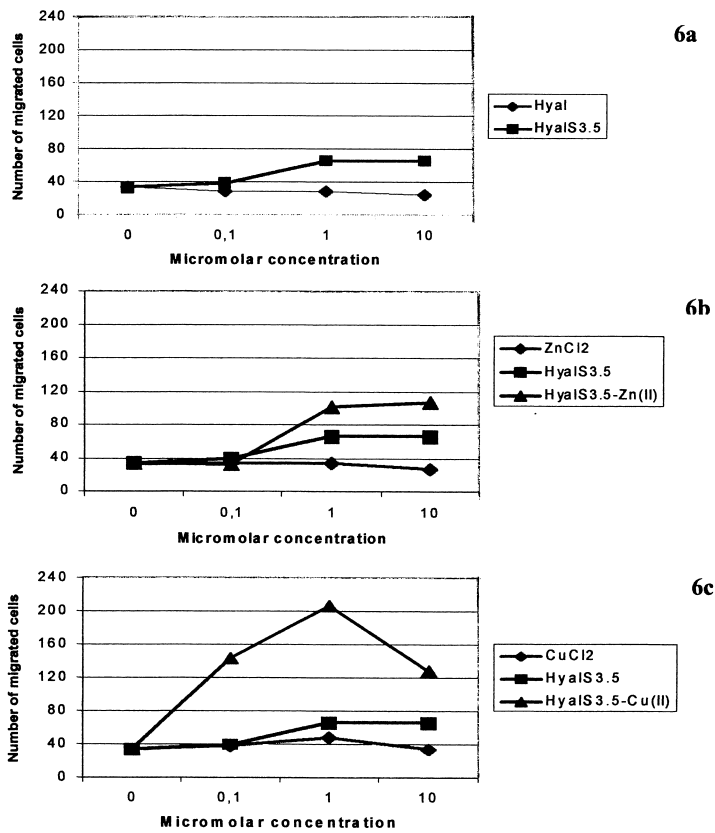 6a
Number of migrated cells
240
200
160
120
80
40
0
0 0,1 1 10
Micromolar concentration
Hyal
HyalS3.5
6b
Number of migrated cells
240
200
160
120
80
40
0
0 0,1 1 10
Micromolar concentration
ZnCl2
HyalS3.5
HyalS3.5-Zn(II)
6c
Number of migrated cells
240
200
160
120
80
40
0
0 0,1 1 10
Micromolar concentration
CuCl2
HyalS3.5
HyalS3.5-Cu(II)